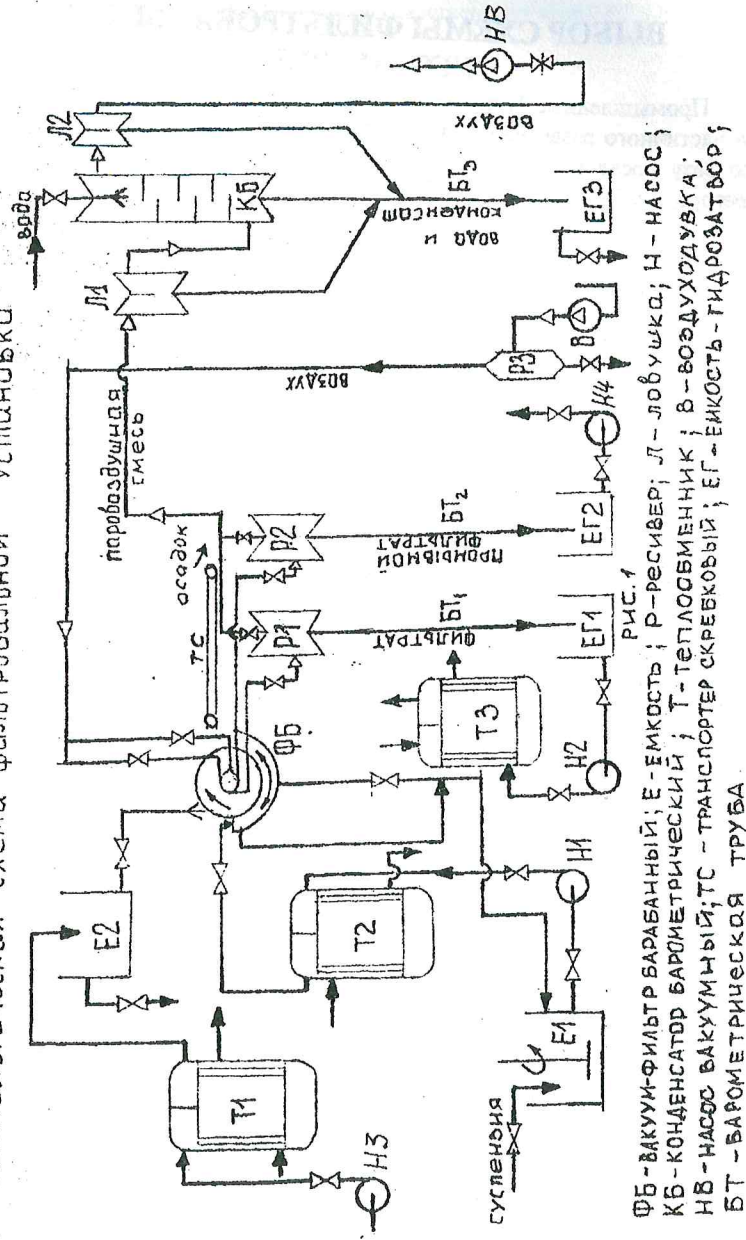 ВЫБОР СХЕМЫ
схема фильтровальной установки
вода
паровоздушная
смесь
осадок
ТС
ФБ
Е2
Т1
Н3
Т2
Н1
суспензия
Е1
Т3
Н2
Р1
Р2
ФИЛЬТРАТ
БТ₁
ПРОМЫВНОЙ
ФИЛЬТРАТ
БТ₂
ЕГ1
ЕГ2
Н4
ВОЗДУХ
Р3
В
Л1
КБ
Л2
ВОДА И
КОНДЕНСАТ
БТ₃
ЕГ3
ВОЗДУХ
НВ
РИС.1
ФБ-ВАКУУМ-ФИЛЬТР БАРАБАННЫЙ; Е-ЕМКОСТЬ; Р-РЕСИВЕР; Л-ЛОВУШКА; Н-НАСОС;
КБ-КОНДЕНСАТОР БАРОМЕТРИЧЕСКИЙ; Т-ТЕПЛООБМЕННИК; В-ВОЗДУХОДУВКА;
НВ-НАСОС ВАКУУМНЫЙ; ТС-ТРАНСПОРТЕР СКРЕБКОВЫЙ; ЕГ-ЕМКОСТЬ-ГИДРОЗАТВОР;
БТ-БАРОМЕТРИЧЕСКАЯ ТРУБА